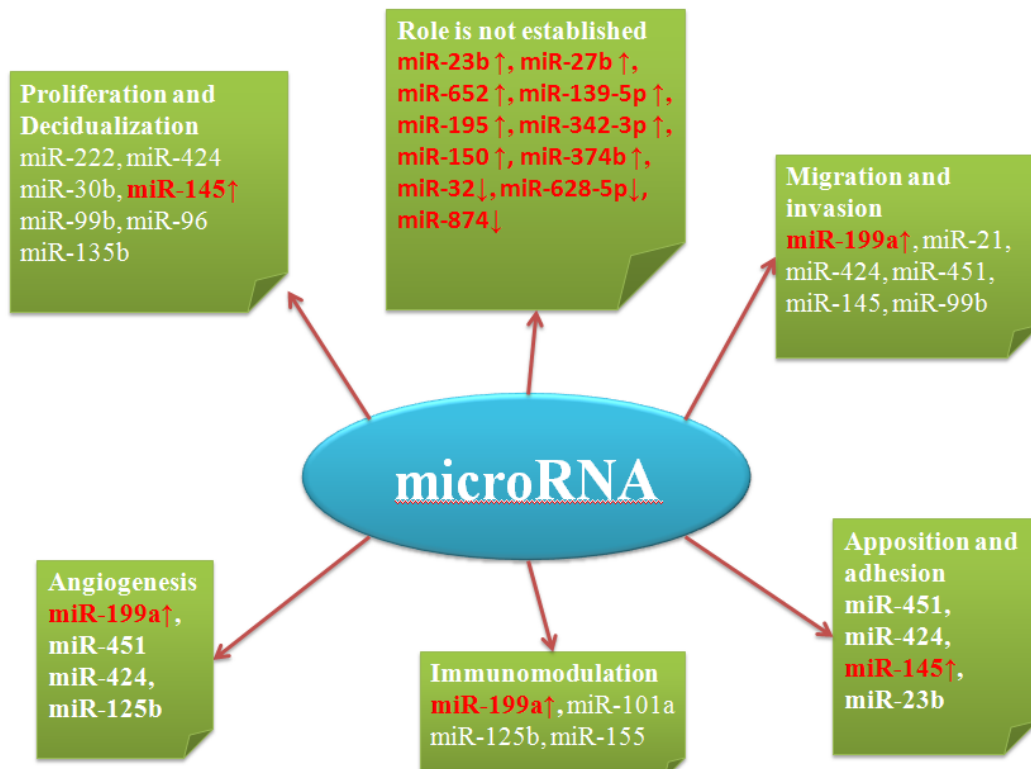 Proliferation and
Decidualization
miR-222, miR-424
miR-30b, miR-145↑
miR-99b, miR-96
miR-135b
Role is not established
miR-23b ↑, miR-27b ↑,
miR-652 ↑, miR-139-5p ↑,
miR-195 ↑, miR-342-3p ↑,
miR-150 ↑, miR-374b ↑,
miR-32↓, miR-628-5p↓,
miR-874↓
Migration and
invasion
miR-199a↑, miR-21,
miR-424, miR-451,
miR-145, miR-99b
microRNA
Angiogenesis
miR-199a↑,
miR-451
miR-424,
miR-125b
Immunomodulation
miR-199a↑, miR-101a
miR-125b, miR-155
Apposition and
adhesion
miR-451,
miR-424,
miR-145↑,
miR-23b